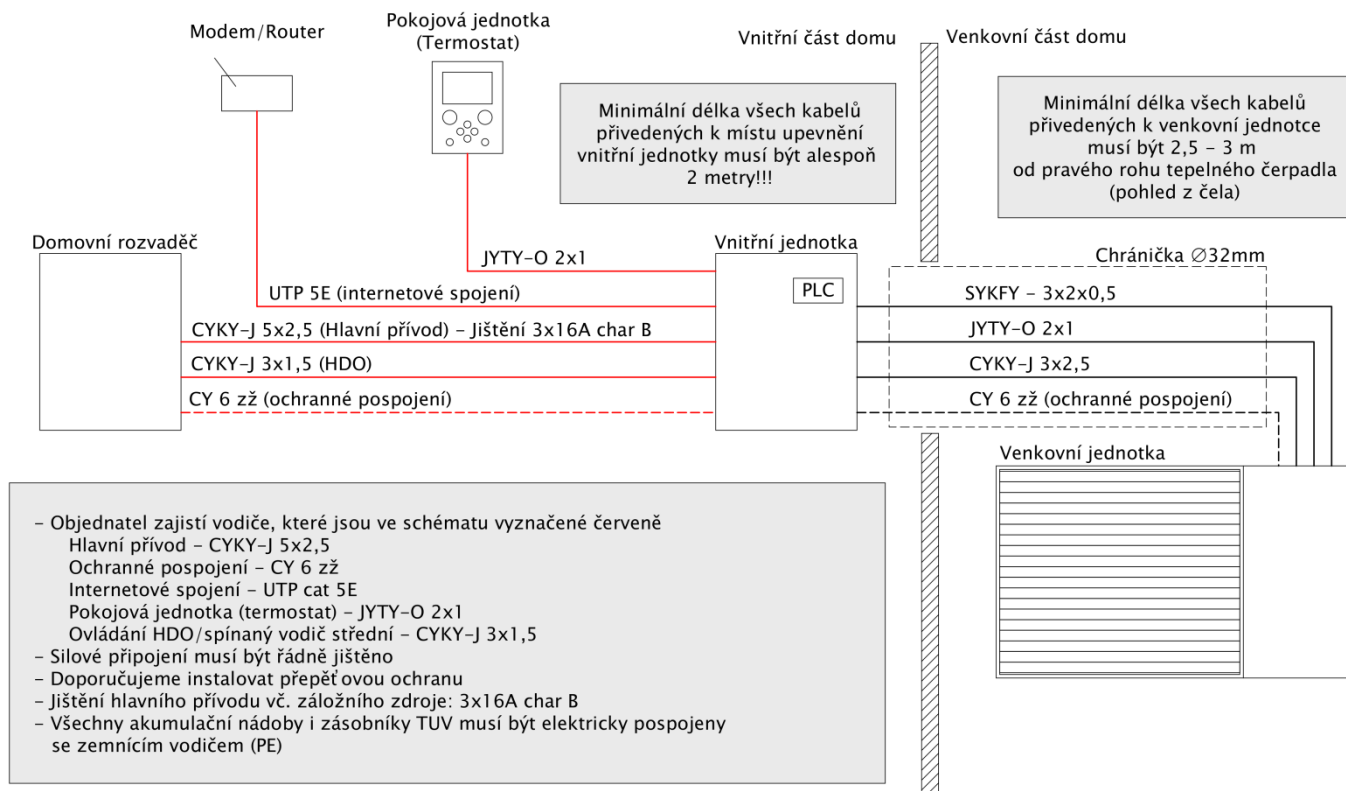 Modem/Router
Pokojová jednotka
(Termostat)
Vnitřní část domu
Venkovní část domu
Minimální délka všech kabelů
přivedených k místu upevnění
vnitřní jednotky musí být alespoň
2 metry!!!
Minimální délka všech kabelů
přivedených k venkovní jednotce
musí být 2,5 – 3 m
od pravého rohu tepelného čerpadla
(pohled z čela)
Domovní rozvaděč
Vnitřní jednotka
Chránička ∅32mm
JYTY-O 2x1
PLC
UTP 5E (internetové spojení)
SYKFY – 3x2x0,5
CYKY-J 5x2,5 (Hlavní přívod) – Jištění 3x16A char B
JYTY-O 2x1
CYKY-J 3x1,5 (HDO)
CYKY-J 3x2,5
CY 6 zž (ochranné pospojení)
CY 6 zž (ochranné pospojení)
Venkovní jednotka
– Objednatel zajistí vodiče, které jsou ve schématu vyznačené červeně
Hlavní přívod – CYKY-J 5x2,5
Ochranné pospojení – CY 6 zž
Internetové spojení – UTP cat 5E
Pokojová jednotka (termostat) – JYTY-O 2x1
Ovládání HDO/spínaný vodič střední – CYKY-J 3x1,5
– Silové připojení musí být řádně jištěno
– Doporučujeme instalovat přepěťovou ochranu
– Jištění hlavního přívodu vč. záložního zdroje: 3x16A char B
– Všechny akumulační nádoby i zásobníky TUV musí být elektricky pospojeny
se zemnícím vodičem (PE)